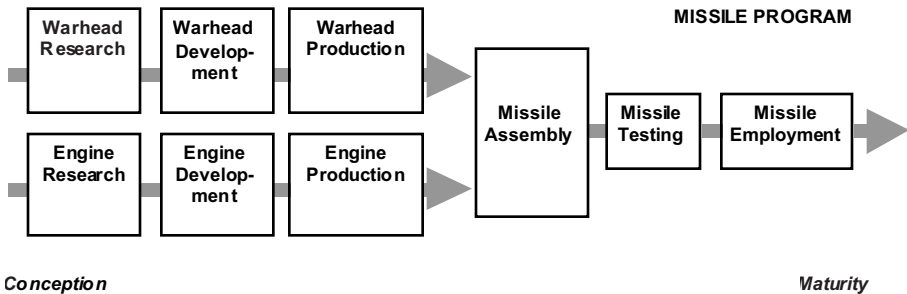 MISSILE PROGRAM
Warhead
Research
Warhead
Develop-
ment
Warhead
Production
Engine
Research
Engine
Develop-
ment
Engine
Production
Missile
Assembly
Missile
Testing
Missile
Employment
Conception
Maturity